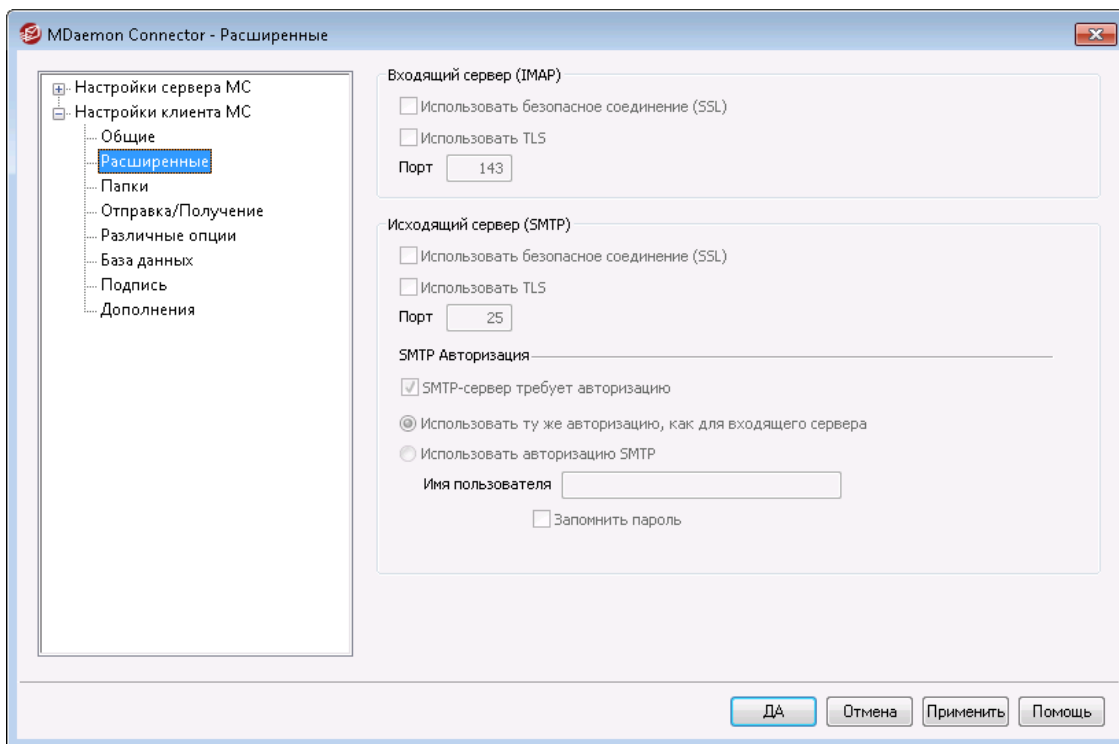 MDaemon Connector - Расширенные
Настройки сервера МС
Настройки клиента МС
Общие
Расширенные
Папки
Отправка/Получение
Различные опции
База данных
Подпись
Дополнения
Входящий сервер (IMAP)
Использовать безопасное соединение (SSL)
Использовать TLS
Порт 143
Исходящий сервер (SMTP)
Использовать безопасное соединение (SSL)
Использовать TLS
Порт 25
SMTP Авторизация
SMTP-сервер требует авторизацию
Использовать ту же авторизацию, как для входящего сервера
Использовать авторизацию SMTP
Имя пользователя
Запомнить пароль
ДА Отмена Применить Помощь